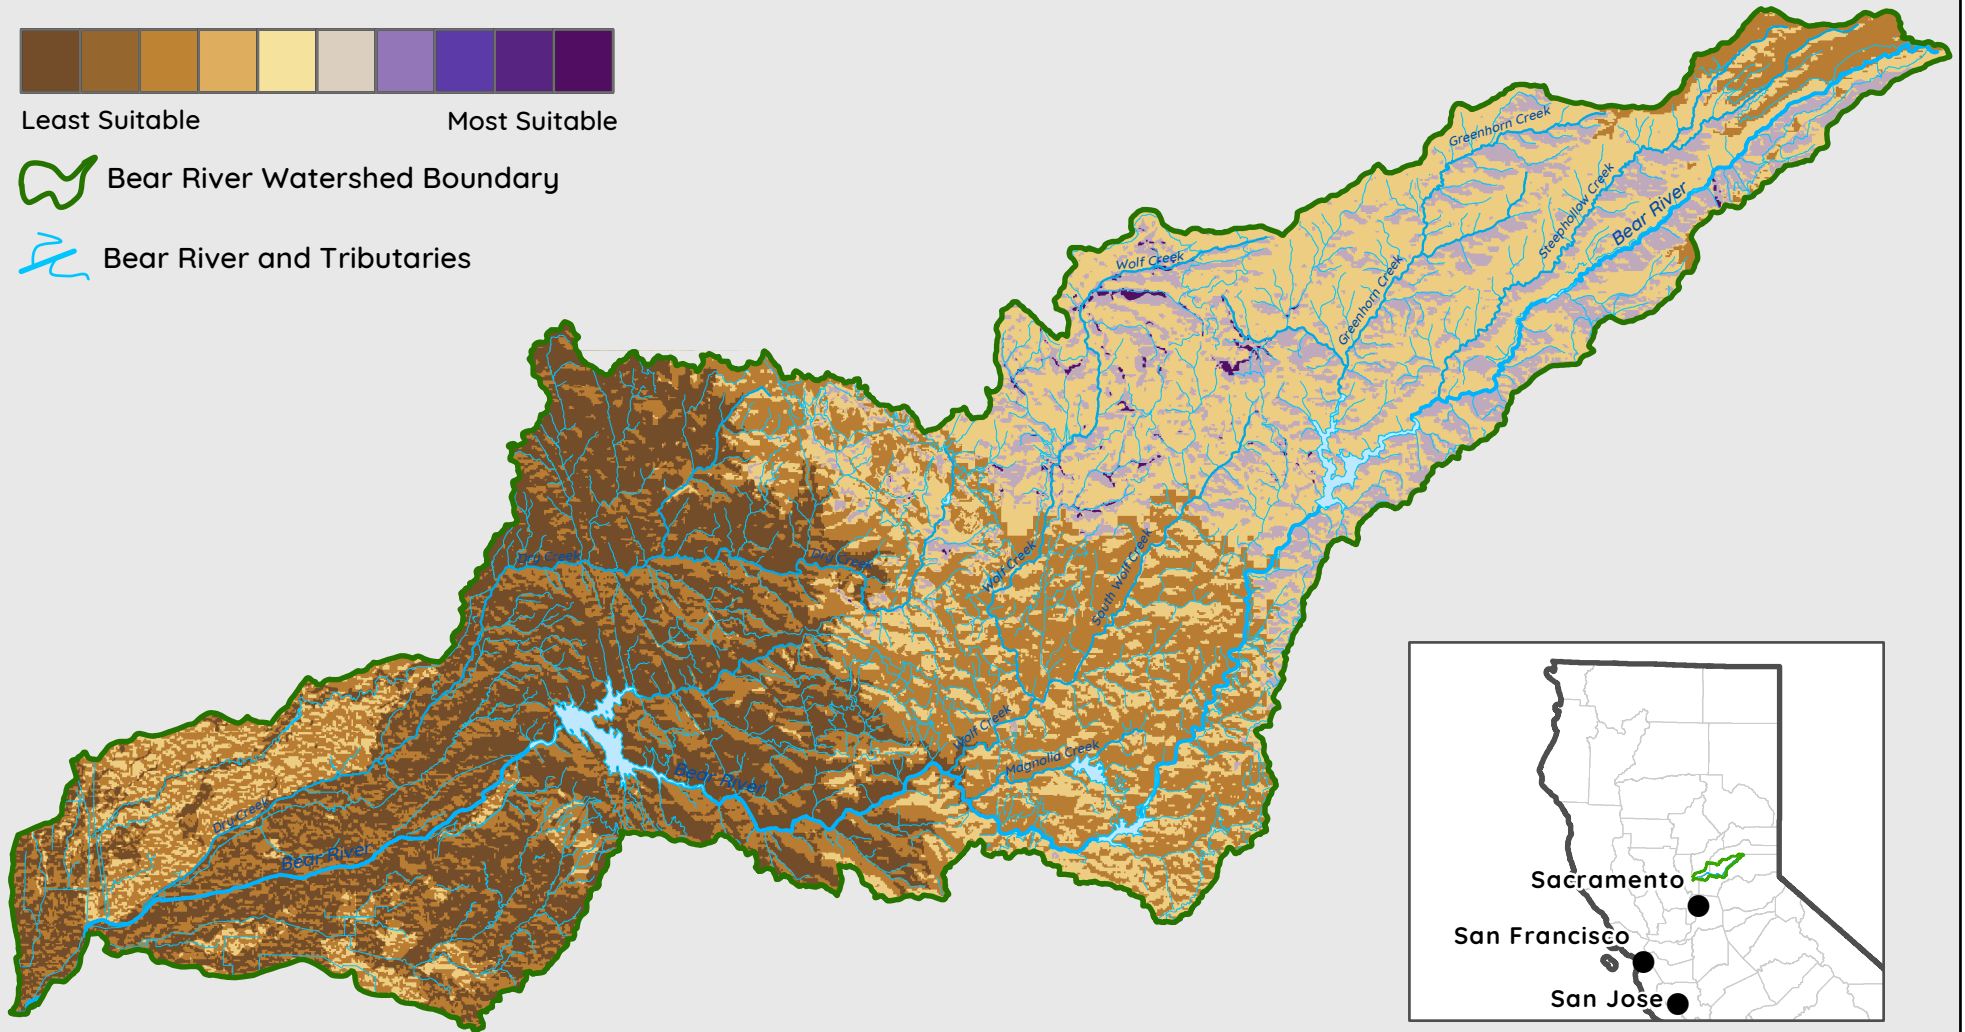 Least Suitable
Most Suitable
Bear River Watershed Boundary
Bear River and Tributaries
Greenhorn Creek
Steephollow Creek
Bear River
Wolf Creek
Greenhorn Creek
Dry Creek
Dry Creek
Wolf Creek
South Wolf Creek
Wolf Creek
Magnolia Creek
Bear River
Dry Creek
Bear River
Sacramento
San Francisco
San Jose